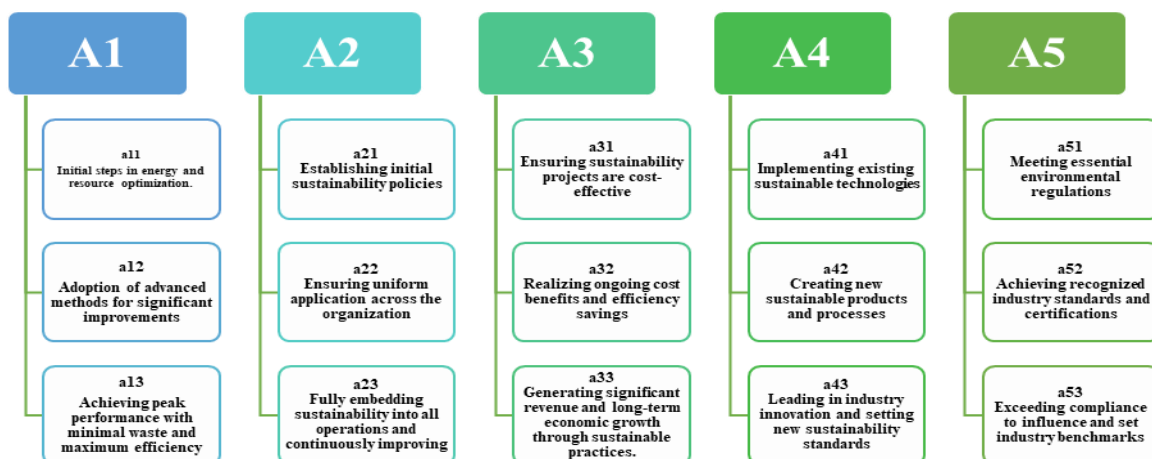 A1
A2
A3
A4
A5
a11
Initial steps in energy and
resource optimization.
a12
Adoption of advanced
methods for significant
improvements
a13
Achieving peak
performance with
minimal waste and
maximum efficiency
a21
Establishing initial
sustainability policies
a22
Ensuring uniform
application across the
organization
a23
Fully embedding
sustainability into all
operations and
continuously improving
a31
Ensuring sustainability
projects are cost-
effective
a32
Realizing ongoing cost
benefits and efficiency
savings
a33
Generating significant
revenue and long-term
economic growth
through sustainable
practices.
a41
Implementing existing
sustainable technologies
a42
Creating new
sustainable products
and processes
a43
Leading in industry
innovation and setting
new sustainability
standards
a51
Meeting essential
environmental
regulations
a52
Achieving recognized
industry standards and
certifications
a53
Exceeding compliance
to influence and set
industry benchmarks